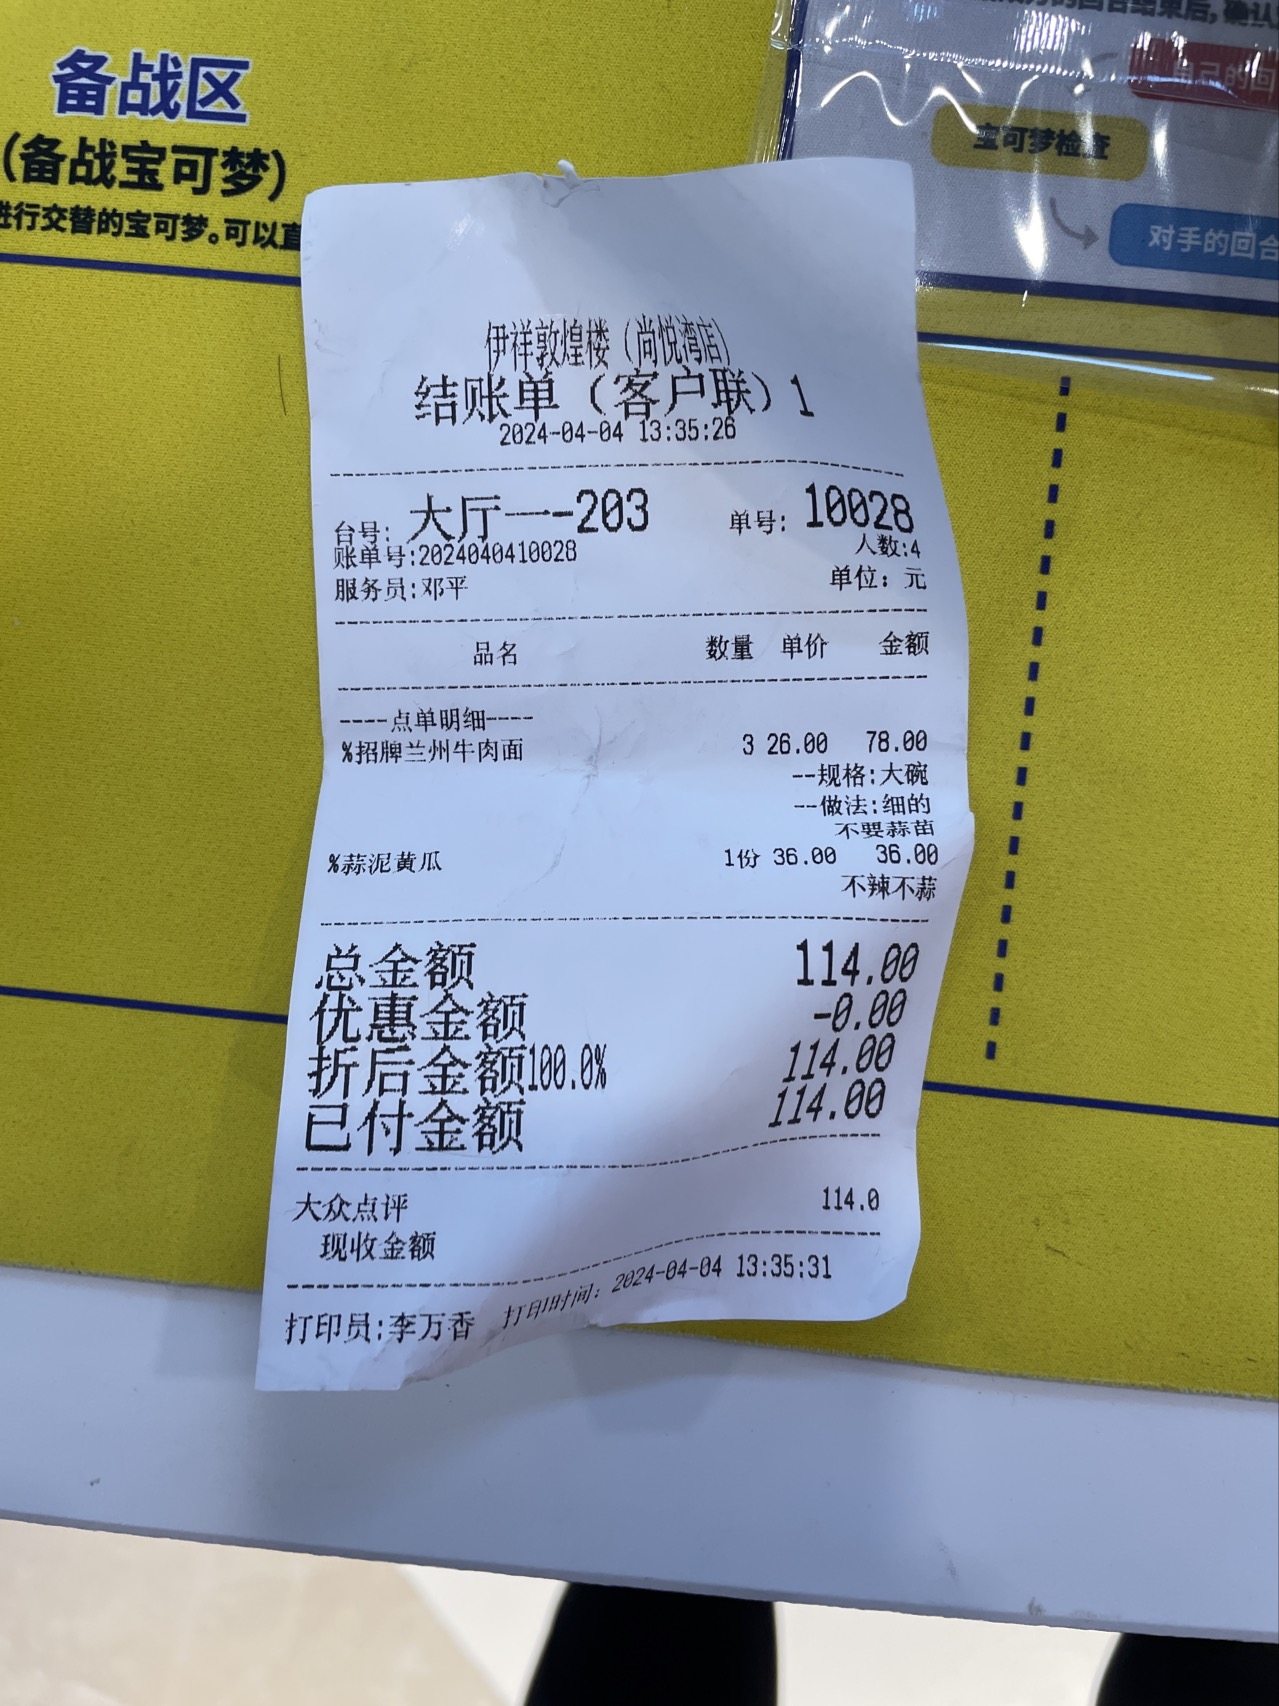 备战区
(备战宝可梦)
进行交替的宝可梦。可以直
宝可梦检查
对手的回合
伊祥敦煌楼（尚悦湾店）
结账单（客户联）1
2024-04-04 13:35:26
台号: 大厅一-203 单号: 10028
账单号:2024040410028 人数:4
服务员:邓平 单位：元
品名 数量 单价 金额
----点单明细----
%招牌兰州牛肉面 3 26.00 78.00
--规格:大碗
--做法:细的
不要蒜苗
%蒜泥黄瓜 1份 36.00 36.00
不辣不蒜
总金额 114.00
优惠金额 -0.00
折后金额100.0% 114.00
已付金额 114.00
大众点评 114.0
现收金额
打印员:李万香 打印时间: 2024-04-04 13:35:31